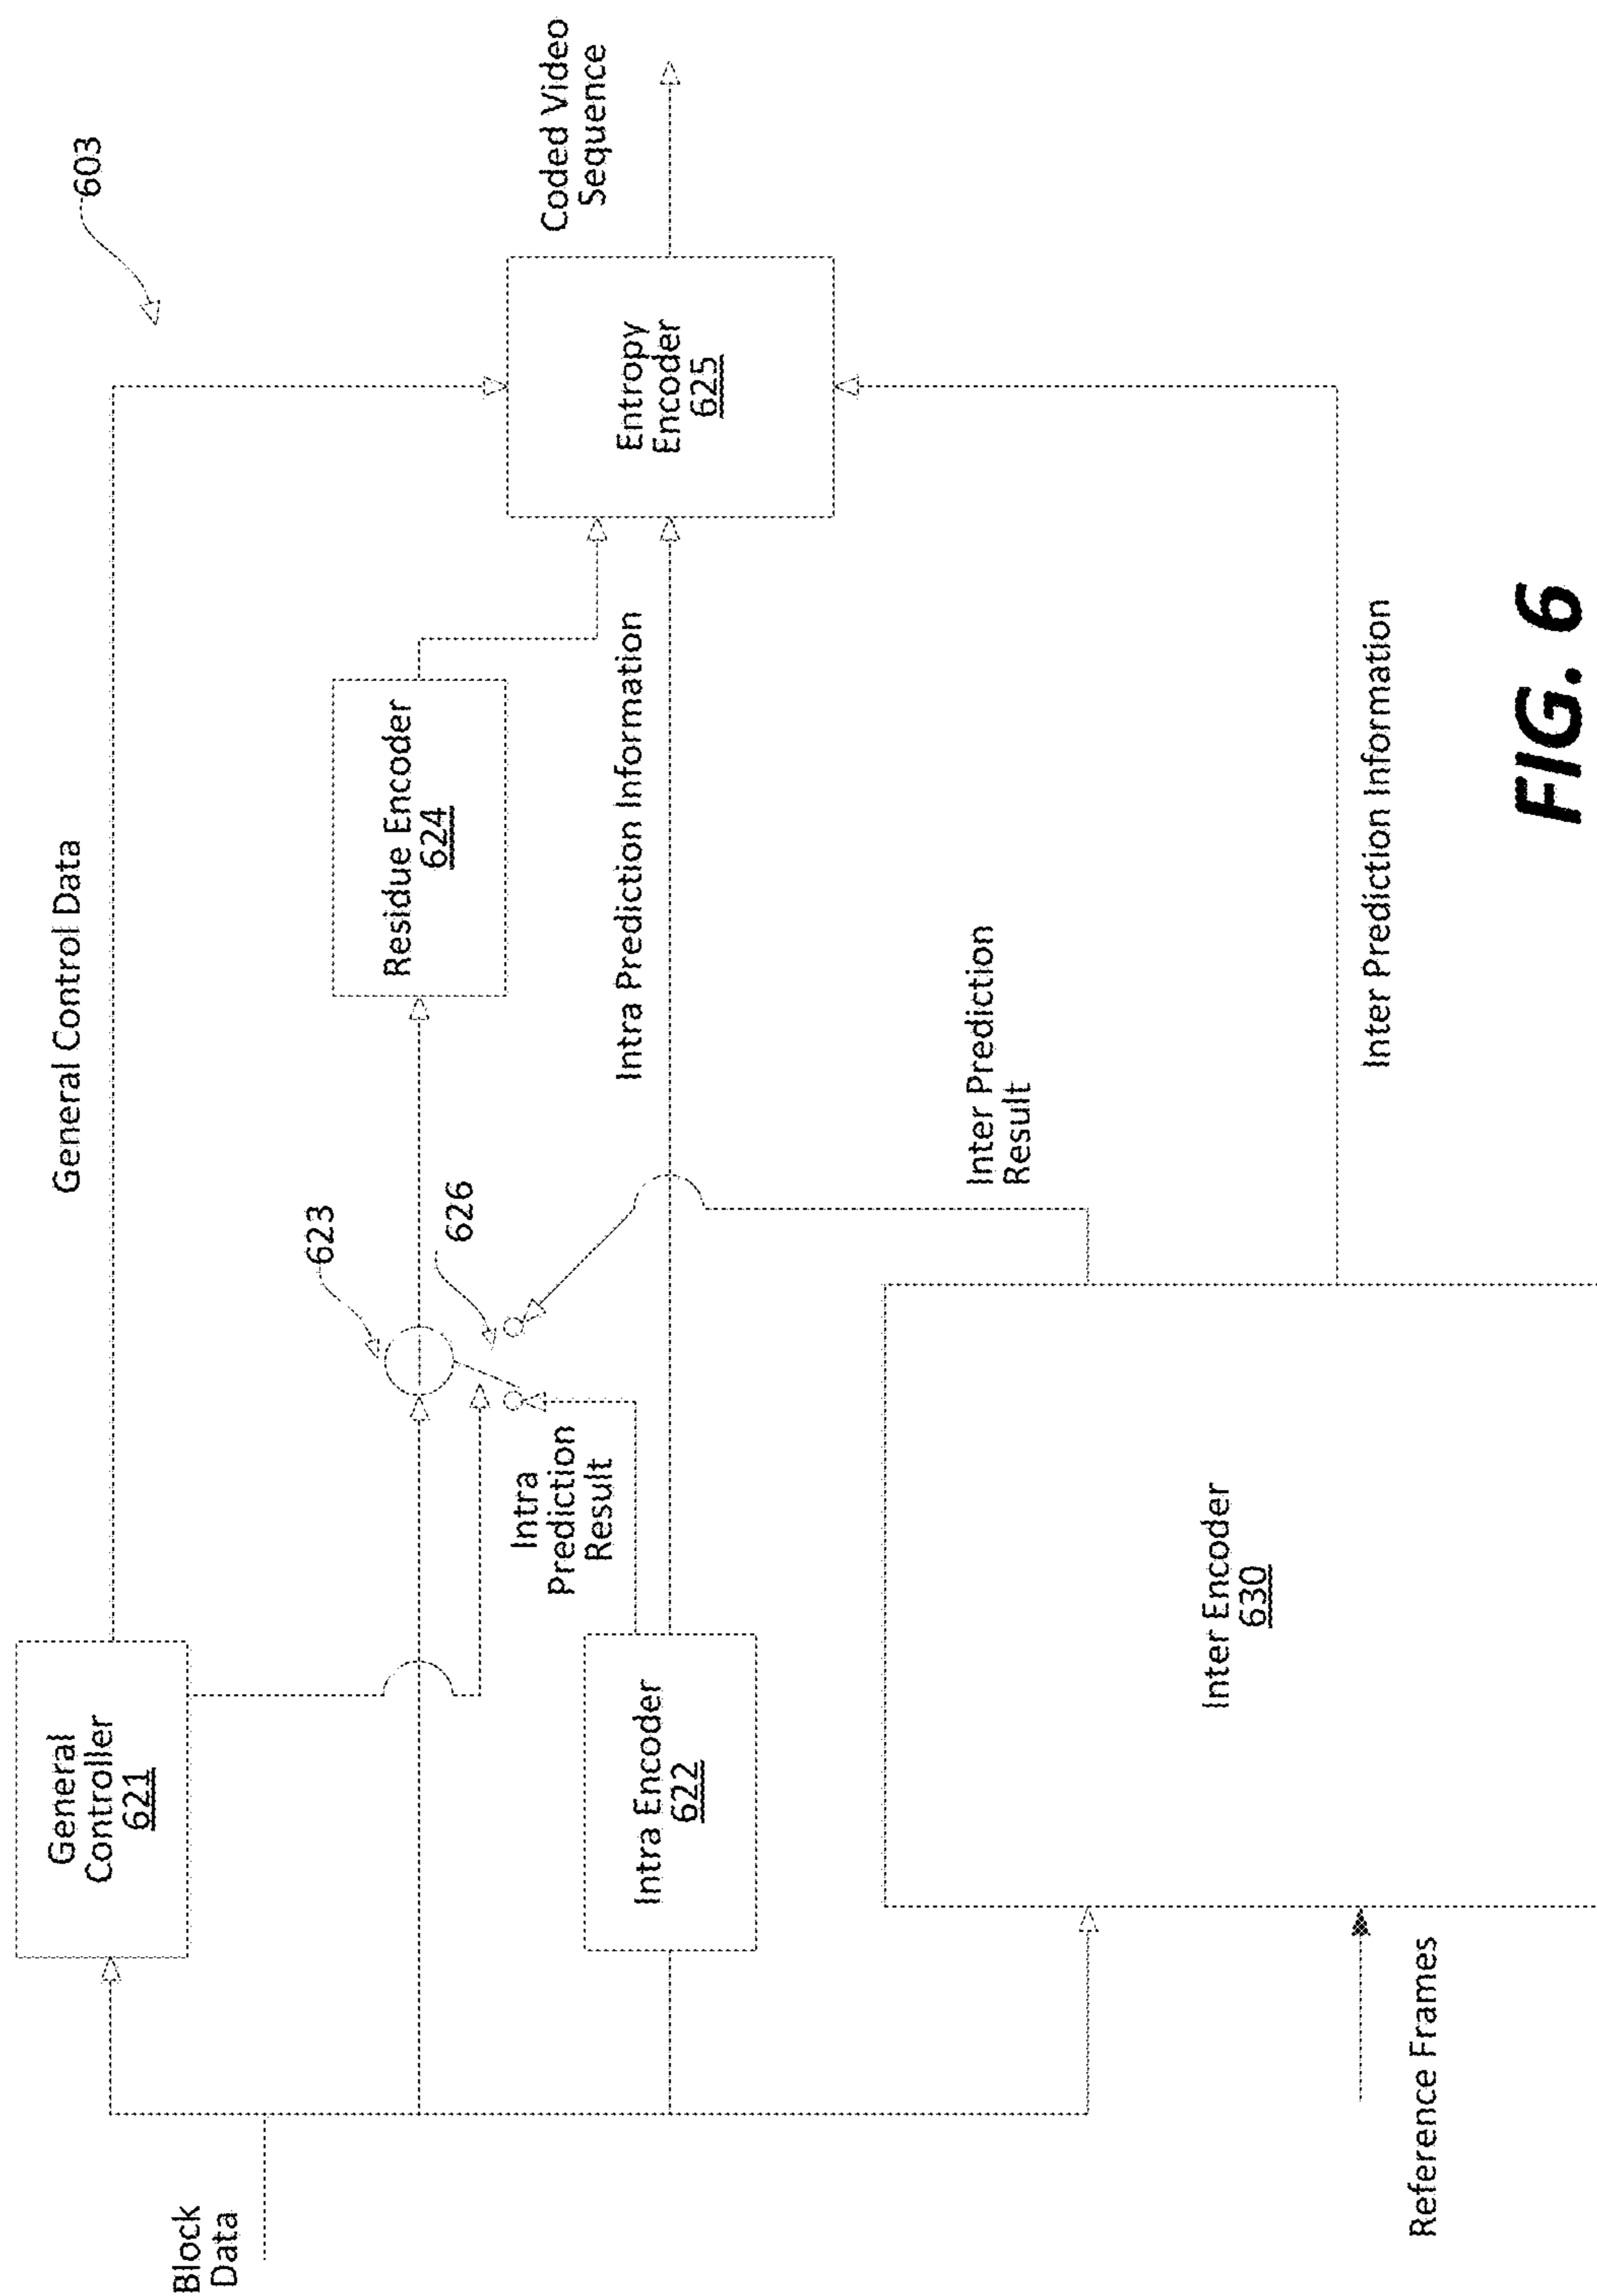 603
General Control Data
General
Controller
621
Block
Data
623
626
Residue Encoder
624
Coded Video
Sequence
Entropy
Encoder
625
Intra
Prediction
Result
Intra Prediction Information
Intra Encoder
622
Inter Prediction
Result
Inter Encoder
630
Inter Prediction Information
Reference Frames
FIG. 6